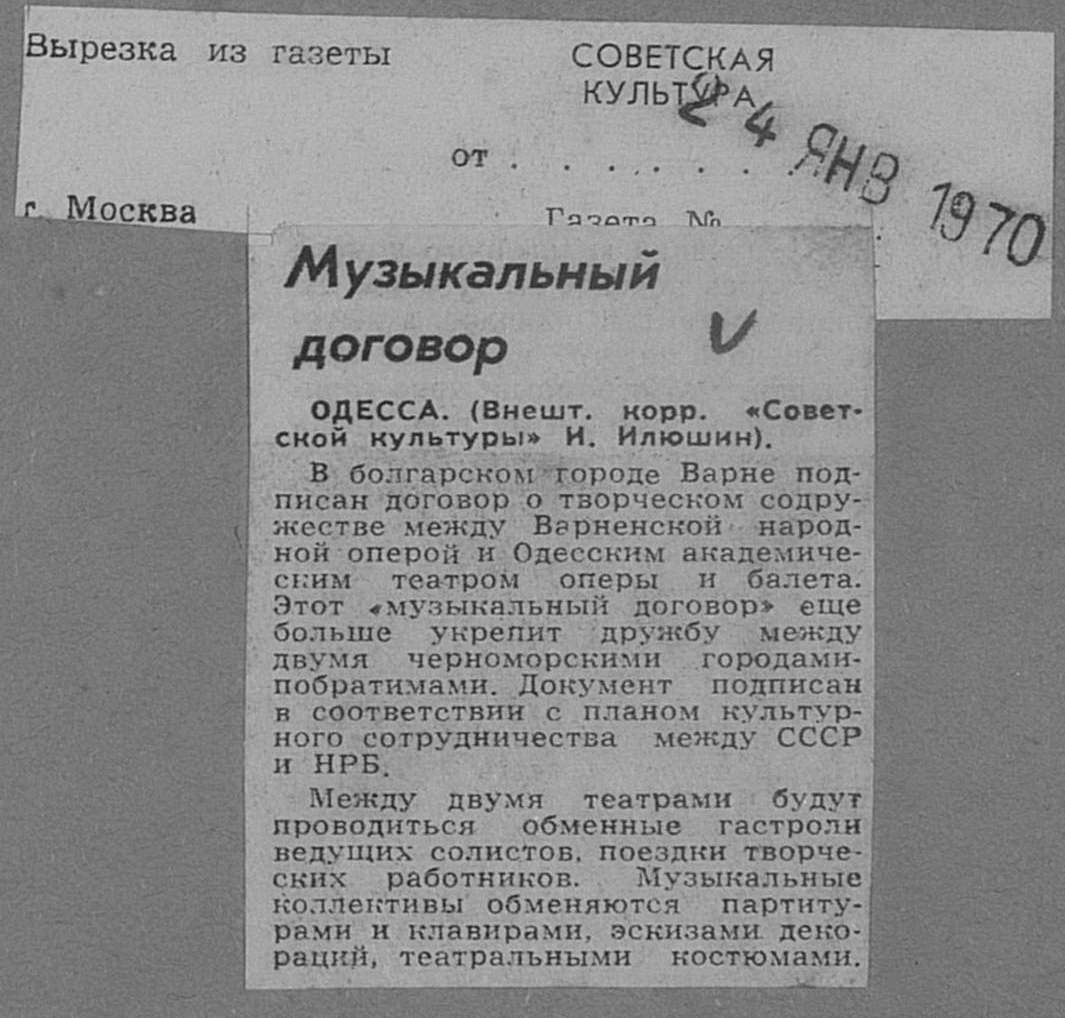 Вырезка из газеты
СОВЕТСКАЯ
КУЛЬТУРА
24 ЯНВ 1970
от . . . . . . . .
г. Москва
Газета №
Музыкальный
договор
ОДЕССА. (Внешт. корр. «Совет-
ской культуры» И. Илюшин).
В болгарском городе Варне под-
писан договор о творческом содру-
жестве между Варненской народ-
ной оперой и Одесским академиче-
ским театром оперы и балета.
Этот «музыкальный договор» еще
больше укрепит дружбу между
двумя черноморскими городами-
побратимами. Документ подписан
в соответствии с планом культур-
ного сотрудничества между СССР
и НРБ.
Между двумя театрами будут
проводиться обменные гастроли
ведущих солистов, поездки творче-
ских работников. Музыкальные
коллективы обменяются партиту-
рами и клавирами, эскизами деко-
раций, театральными костюмами.